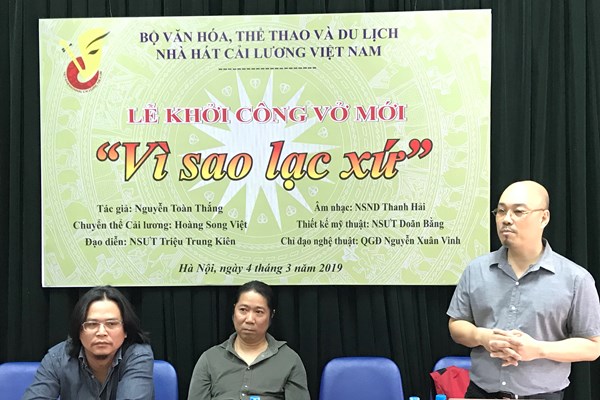 BỘ VĂN HÓA, THỂ THAO VÀ DU LỊCH
NHÀ HÁT CẢI LƯƠNG VIỆT NAM
LỄ KHỞI CÔNG VỞ MỚI
“Vì sao lạc xứ”
Tác giả: Nguyễn Toàn Thắng
Chuyển thể Cải lương: Hoàng Song Việt
Đạo diễn: NSƯT Triệu Trung Kiên
Âm nhạc: NSND Thanh Hải
Thiết kế mỹ thuật: NSƯT Doãn Bằng
Chỉ đạo nghệ thuật: QGĐ Nguyễn Xuân Vinh
Hà Nội, ngày 4 tháng 3 năm 2019